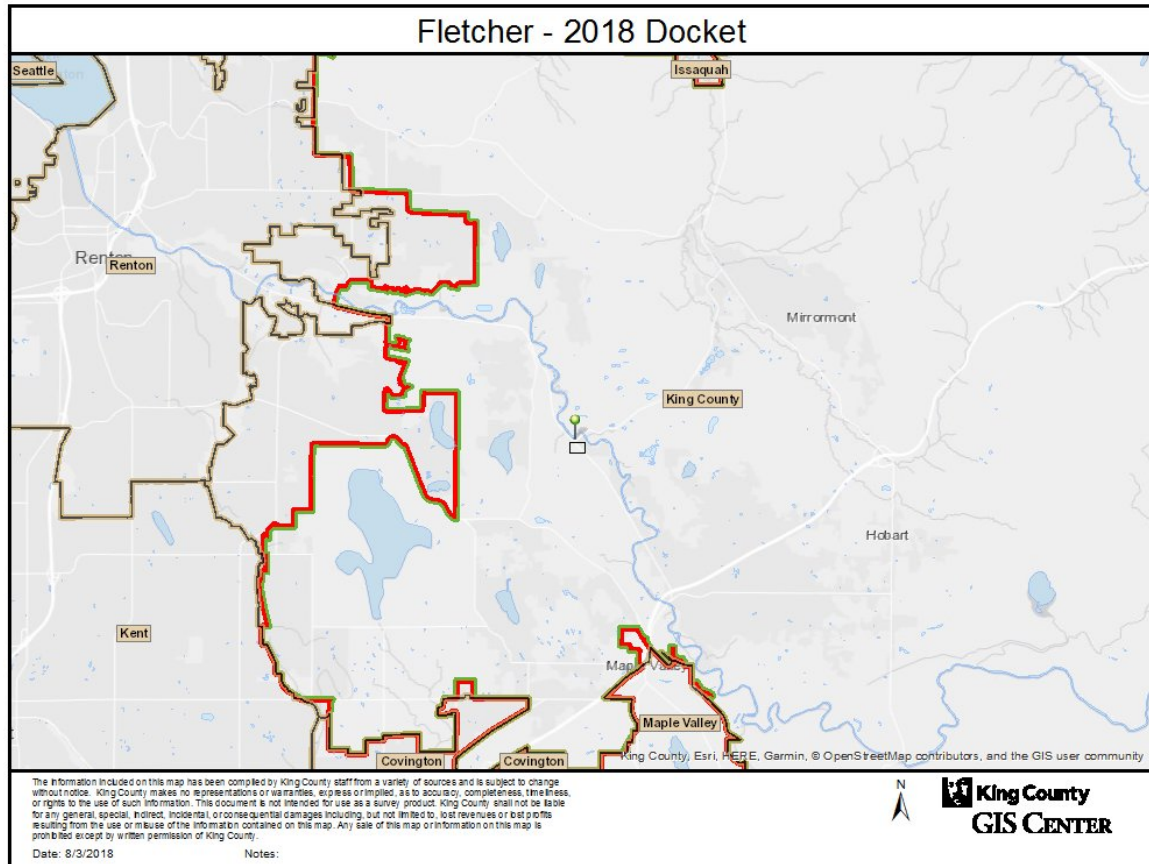 Fletcher - 2018 Docket
Seattle
Issaquah
Renton
Renton
Mirrormont
King County
Hobart
Kent
Maple Valley
Maple Valley
Covington
Covington
King County, Esri, HERE, Garmin, © OpenStreetMap contributors, and the GIS user community
The information included on this map has been compiled by King County staff from a variety of sources and is subject to change
without notice. King County makes no representations or warranties, express or implied, as to accuracy, completeness, timeliness,
or rights to the use of such information. This document is not intended for use as a survey product. King County shall not be liable
for any general, special, indirect, incidental, or consequential damages including, but not limited to, lost revenues or lost profits
resulting from the use or misuse of the information contained on this map. Any sale of this map or information on this map is
prohibited except by written permission of King County.
Date: 8/3/2018 Notes:
N
King County
GIS CENTER